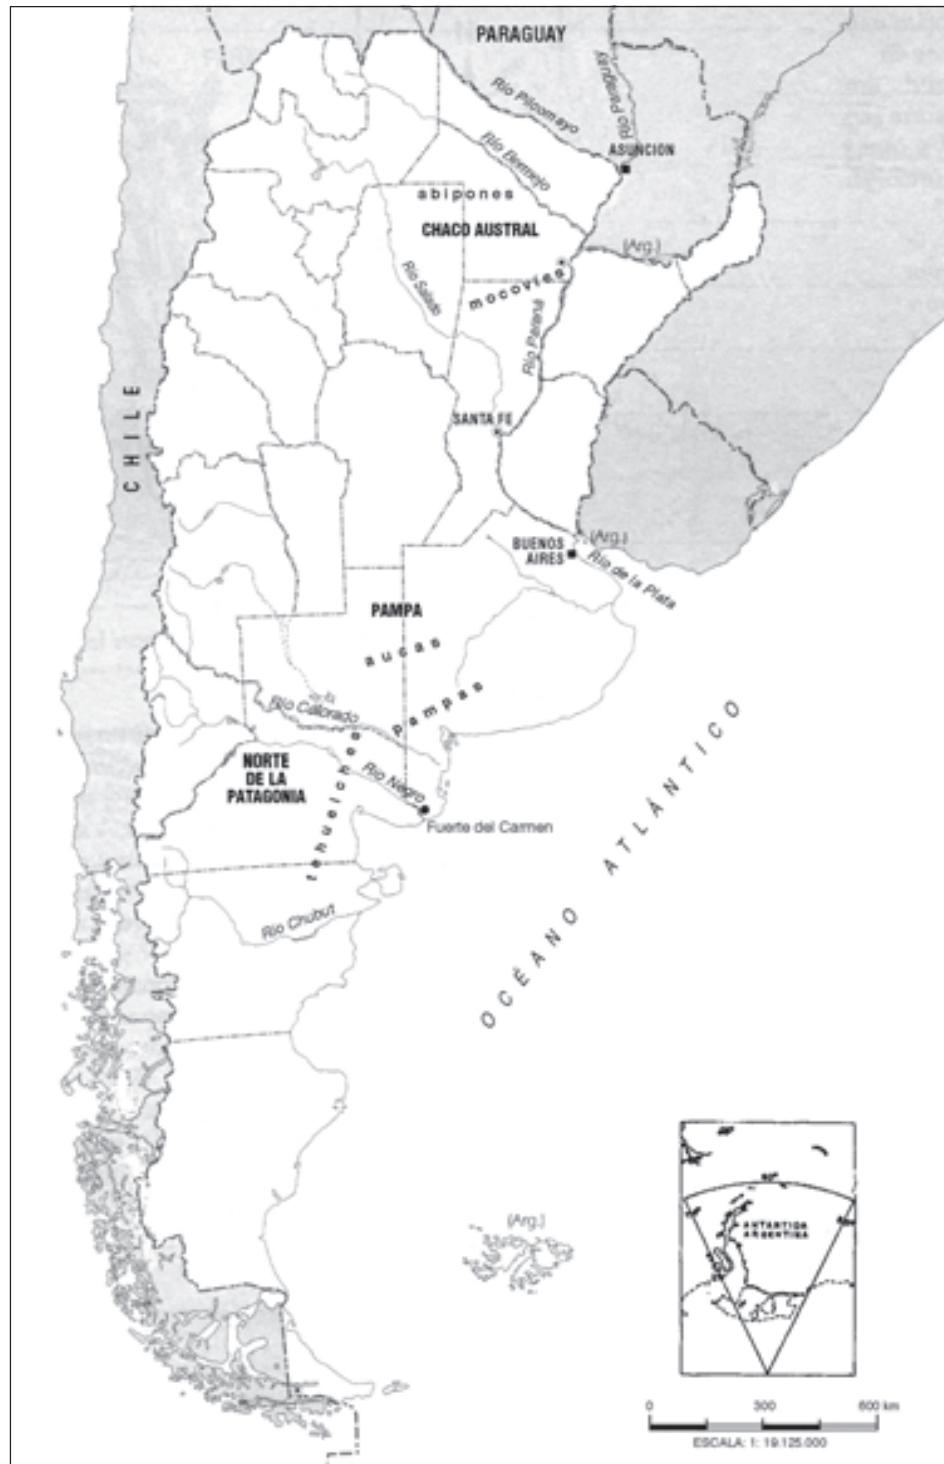 PARAGUAY
Río Paraguay
Río Pilcomayo
ASUNCION
Río Bermejo
abipones
CHACO AUSTRAL
(Arg.)
mocovíes
Río Salado
Río Paraná
CHILE
SANTA FE
(Arg.)
BUENOS
AIRES
Río de la Plata
PAMPA
aucas
pampas
Río Colorado
NORTE
DE LA
PATAGONIA
tehuelches
Río Negro
Fuerte del Carmen
OCÉANO ATLÁNTICO
Río Chubut
(Arg.)
ANTARTIDA
ARGENTINA
0 300 600 km
ESCALA: 1: 19.125.000